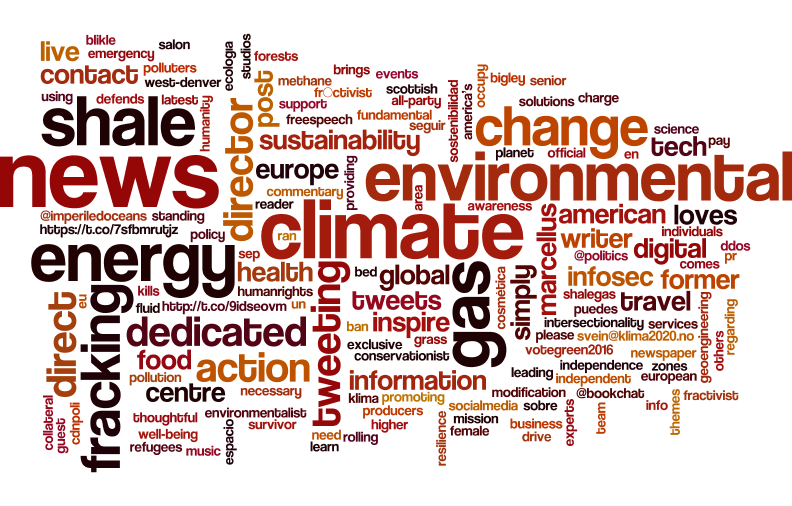 live
blikle
emergency
salon
ecología
studios
forests
contact
polluters
west-denver
post
methane
brings
events
fr◌ctivist
scottish
all-party
sostenibilidad
america's
occupy
bigley
senior
using
defends
latest
humanity
director
support
freespeech
fundamental
seguir
solutions
charge
shale
sustainability
change
science
tech
pay
news
europe
providing
planet
official
en
environmental
commentary
reader
area
awareness
@imperiledoceans
standing
https://t.co/7sfbmrutjz
policy
ran
climate
marcellus
american
loves
individuals
writer
@politics
digital
ddos
comes
pr
energy
sep
health
tweeting
bed
global
gas
cosmética
simply
infosec
former
direct
eu
fracking
kills
humanrights
fluid
http://t.co/9idseovm
un
tweets
shalegas
puedes
travel
geoengineering
regarding
others
dedicated
ban
inspire
grass
intersectionality
services
please
svein@klima2020.no
food
action
exclusive
conservationist
votegreen2016
newspaper
pollution
information
leading
independence
zones
independent
european
centre
necessary
klima
promoting
modification
@bookchat
fractivist
collateral
guest
cdnpoli
thoughtful
environmentalist
espacio
survivor
producers
higher
socialmedia
sobre
info
themes
team
well-being
refugees
music
need
rolling
learn
resilience
mission
female
business
drive
experts